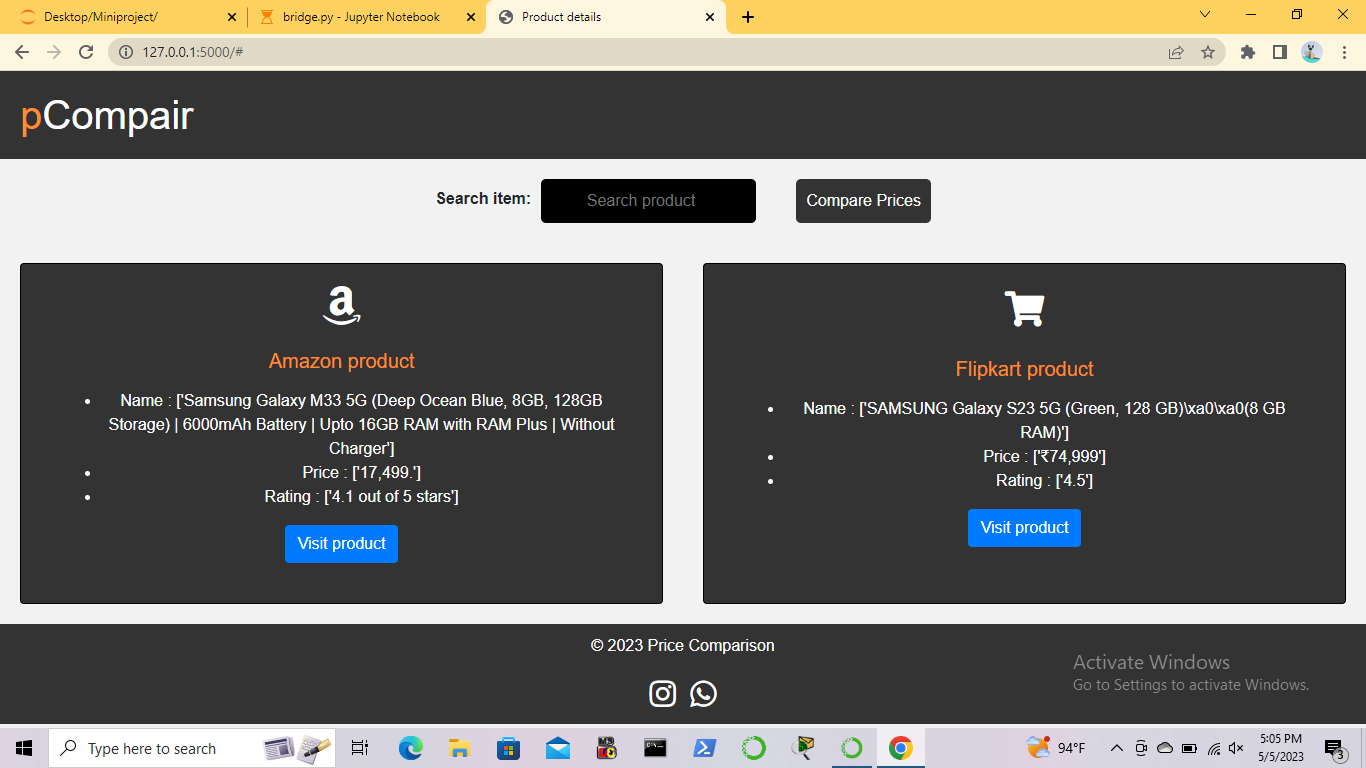 Desktop/Miniproject/
bridge.py - Jupyter Notebook
Product details
127.0.0.1:5000/#
pCompair
Search item:
Search product
Compare Prices
Amazon product
• Name : ['Samsung Galaxy M33 5G (Deep Ocean Blue, 8GB, 128GB
Storage) | 6000mAh Battery | Upto 16GB RAM with RAM Plus | Without
Charger']
• Price : ['17,499.']
• Rating : ['4.1 out of 5 stars']
Visit product
Flipkart product
• Name : ['SAMSUNG Galaxy S23 5G (Green, 128 GB)\xa0\xa0(8 GB
RAM)']
• Price : ['₹74,999']
• Rating : ['4.5']
Visit product
© 2023 Price Comparison
Activate Windows
Go to Settings to activate Windows.
Type here to search
94°F
5:05 PM
5/5/2023
3